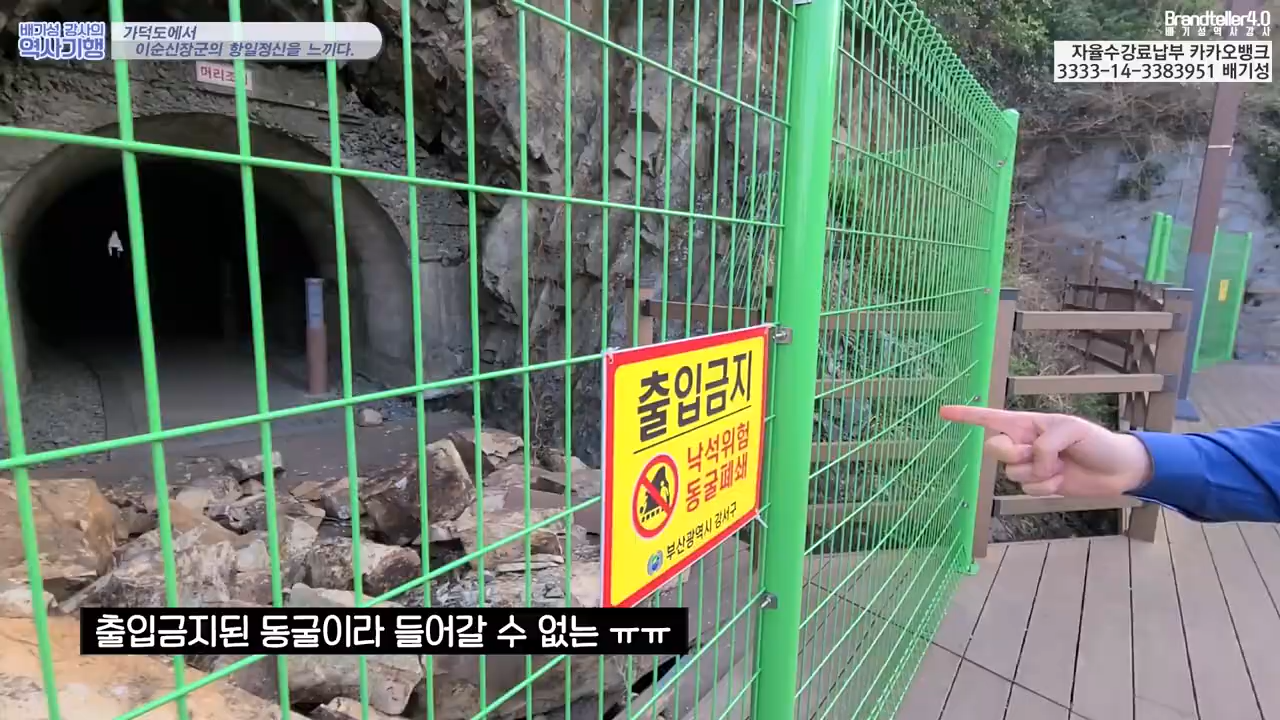 배기성 강사의
역사기행
가덕도에서
이순신장군의 항일정신을 느끼다.
Brandteller4.0
배기성역사강사
자율수강료납부 카카오뱅크
3333-14-3383951 배기성
머리조심
출입금지
낙석위험
동굴폐쇄
부산광역시 강서구
출입금지된 동굴이라 들어갈 수 없는 ㅠㅠ